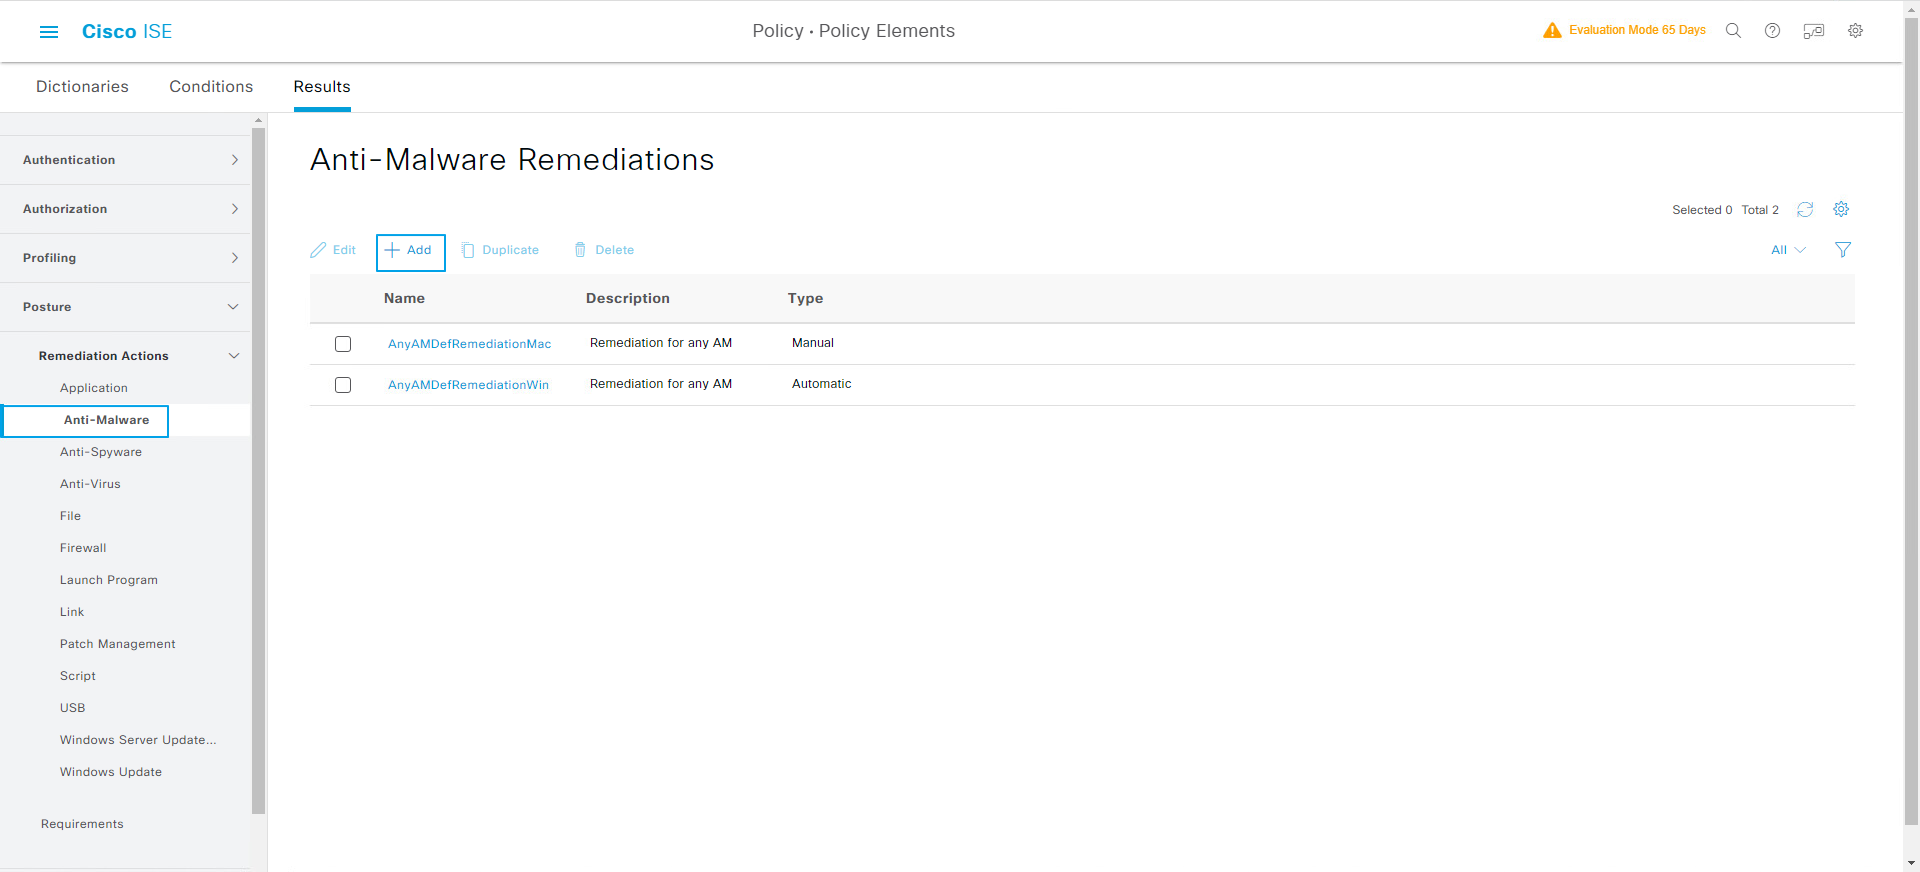 Cisco ISE
Policy · Policy Elements
Evaluation Mode 65 Days
Dictionaries
Conditions
Results
Authentication
Authorization
Profiling
Posture
Remediation Actions
Application
Anti-Malware
Anti-Spyware
Anti-Virus
File
Firewall
Launch Program
Link
Patch Management
Script
USB
Windows Server Update...
Windows Update
Requirements
Anti-Malware Remediations
Selected 0 Total 2
Edit
Add
Duplicate
Delete
All
Name Description Type
AnyAMDefRemediationMac Remediation for any AM Manual
AnyAMDefRemediationWin Remediation for any AM Automatic